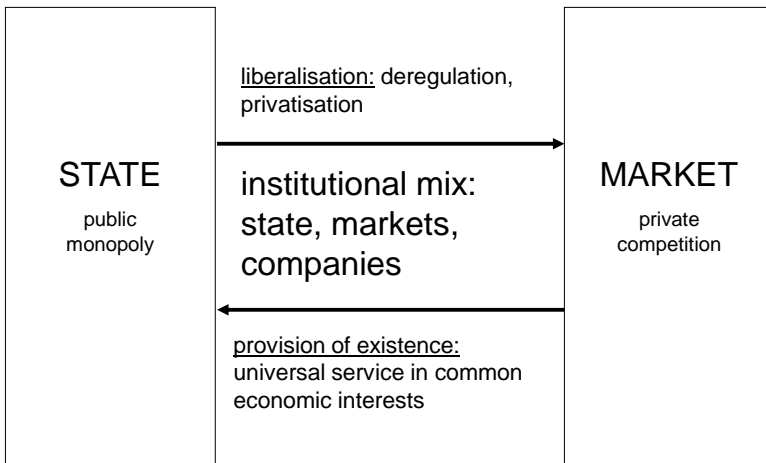 STATE
public
monopoly
liberalisation: deregulation,
privatisation
institutional mix:
state, markets,
companies
provision of existence:
universal service in common
economic interests
MARKET
private
competition